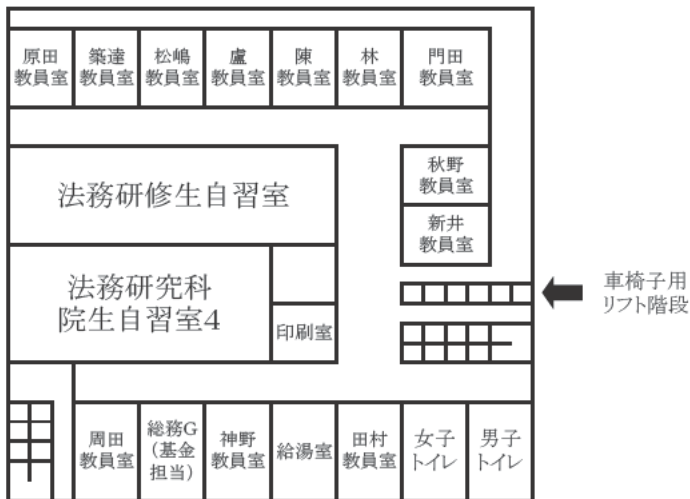 原田
教員室
築達
教員室
松嶋
教員室
盧
教員室
陳
教員室
林
教員室
門田
教員室
法務研修生自習室
秋野
教員室
新井
教員室
法務研究科
院生自習室4
印刷室
車椅子用
リフト階段
周田
教員室
総務G
(基金
担当)
神野
教員室
給湯室
田村
教員室
女子
トイレ
男子
トイレ